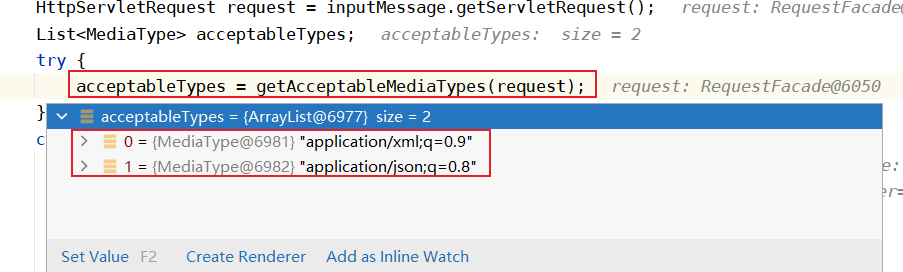 HttpServletRequest request = inputMessage.getServletRequest(); request: RequestFacade@
List<MediaType> acceptableTypes; acceptableTypes: size = 2
try {
acceptableTypes = getAcceptableMediaTypes(request); request: RequestFacade@6050
}
acceptableTypes = {ArrayList@6977} size = 2
c
0 = {MediaType@6981} "application/xml;q=0.9"
1 = {MediaType@6982} "application/json;q=0.8"
Set Value F2 Create Renderer Add as Inline Watch